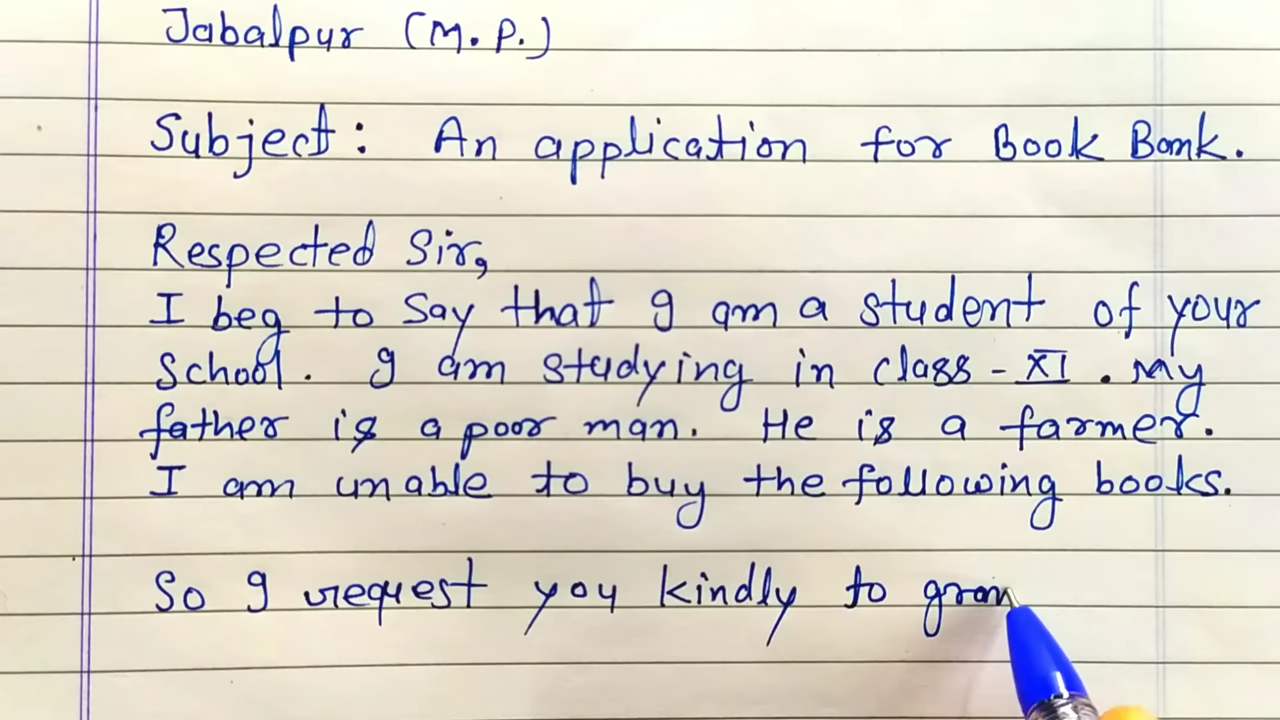 Jabalpur (M.P.)
Subject: An application for Book Bank.
Respected Sir,
I beg to say that I am a student of your
school. I am studying in class - XI. My
father is a poor man. He is a farmer.
I am unable to buy the following books.
So I request you kindly to gran